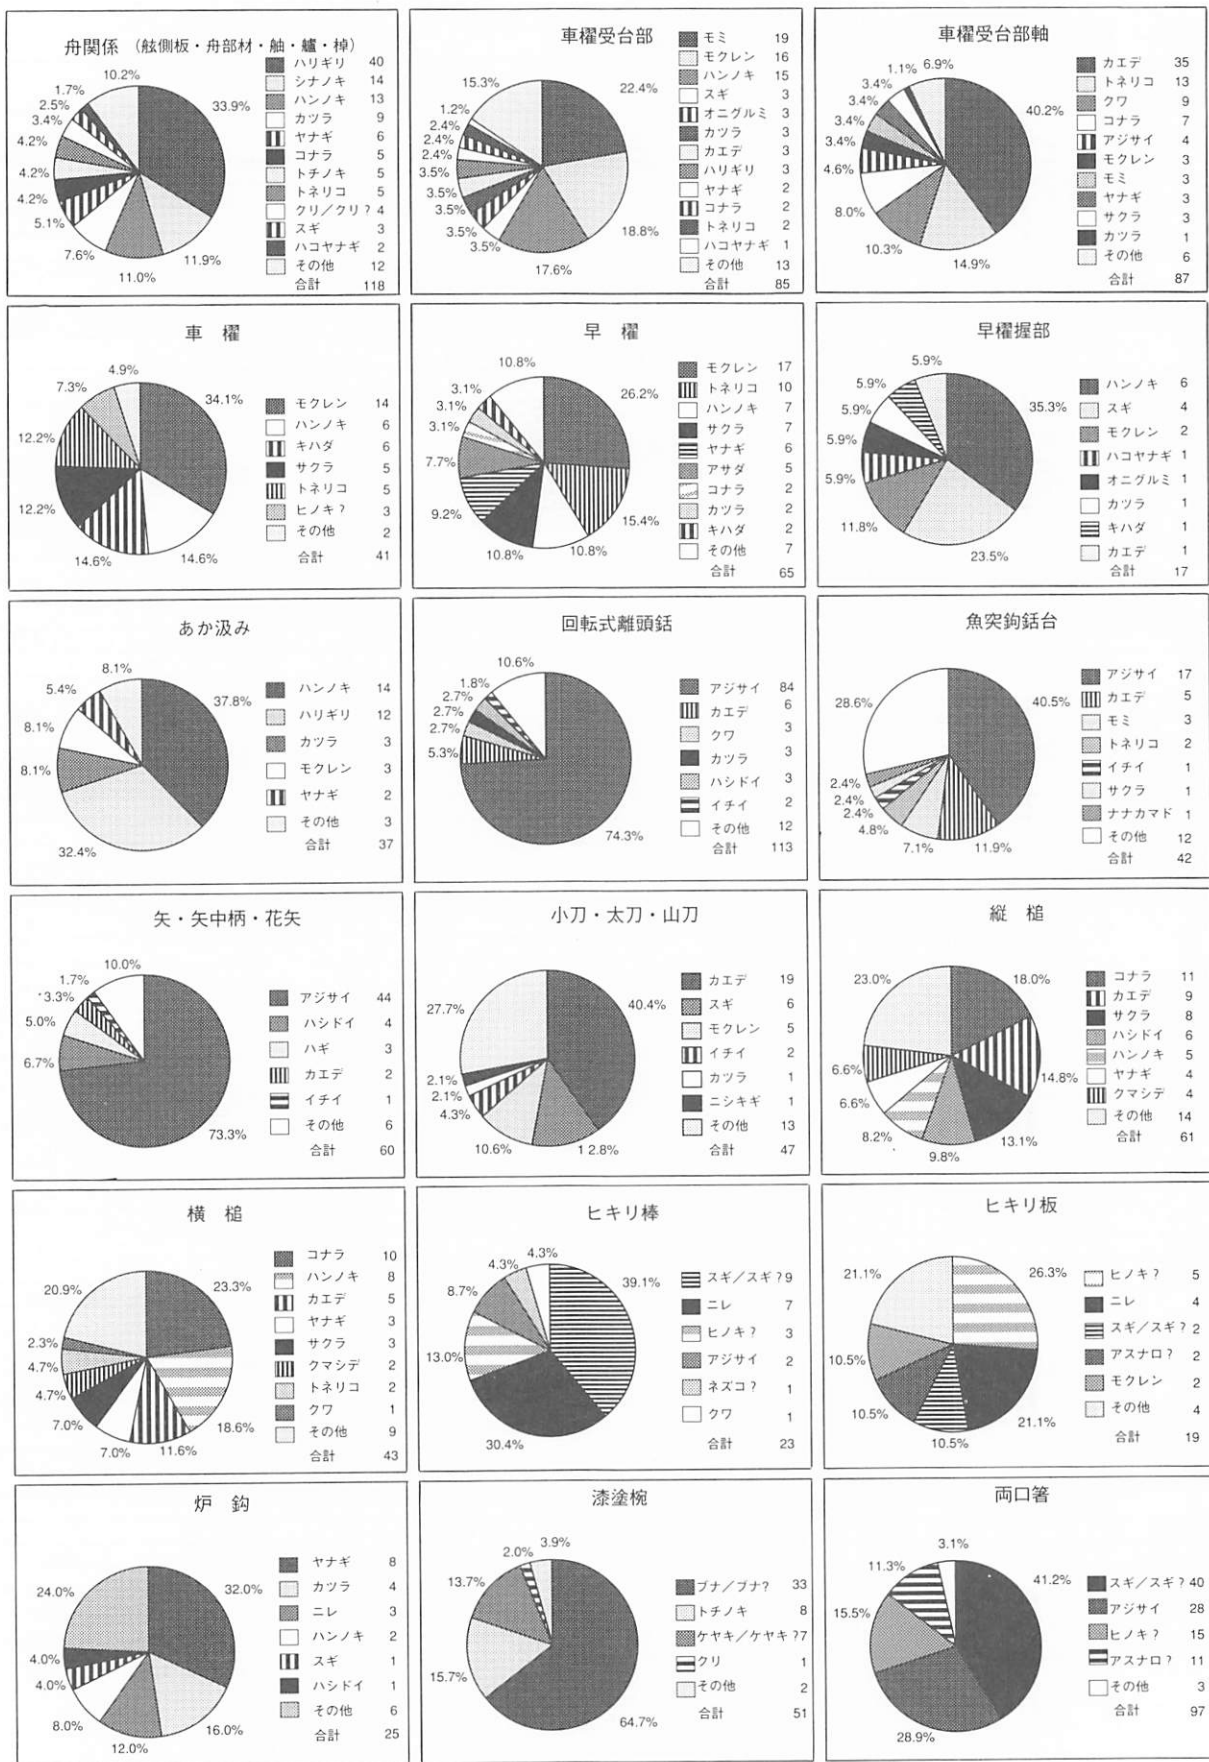 舟関係 (舷側板・舟部材・舳・艫・棹)
10.2%
1.7%
2.5%
3.4%
4.2%
4.2%
4.2%
5.1%
7.6%
11.0%
11.9%
33.9%
ハリギリ 40
シナノキ 14
ハンノキ 13
カツラ 9
ヤナギ 6
コナラ 5
トチノキ 5
トネリコ 5
クリ/クリ? 4
スギ 3
ハコヤナギ 2
その他 12
合計 118
車櫂受台部
15.3%
1.2%
2.4%
2.4%
2.4%
3.5%
3.5%
3.5%
3.5%
3.5%
17.6%
18.8%
22.4%
モミ 19
モクレン 16
ハンノキ 15
スギ 3
オニグルミ 3
カツラ 3
カエデ 3
ハリギリ 3
ヤナギ 2
コナラ 2
トネリコ 2
ハコヤナギ 1
その他 13
合計 85
車櫂受台部軸
1.1%
6.9%
3.4%
3.4%
3.4%
3.4%
4.6%
8.0%
10.3%
14.9%
40.2%
カエデ 35
トネリコ 13
クワ 9
コナラ 7
アジサイ 4
モクレン 3
モミ 3
ヤナギ 3
サクラ 3
カツラ 1
その他 6
合計 87
車 櫂
4.9%
7.3%
12.2%
12.2%
14.6%
14.6%
34.1%
モクレン 14
ハンノキ 6
キハダ 6
サクラ 5
トネリコ 5
ヒノキ? 3
その他 2
合計 41
早 櫂
10.8%
3.1%
3.1%
3.1%
7.7%
9.2%
10.8%
10.8%
15.4%
26.2%
モクレン 17
トネリコ 10
ハンノキ 7
サクラ 7
ヤナギ 6
アサダ 5
コナラ 2
カツラ 2
キハダ 2
その他 7
合計 65
早櫂握部
5.9%
5.9%
5.9%
5.9%
5.9%
11.8%
23.5%
35.3%
ハンノキ 6
スギ 4
モクレン 2
ハコヤナギ 1
オニグルミ 1
カツラ 1
キハダ 1
カエデ 1
合計 17
あか汲み
8.1%
5.4%
8.1%
8.1%
32.4%
37.8%
ハンノキ 14
ハリギリ 12
カツラ 3
モクレン 3
ヤナギ 2
その他 3
合計 37
回転式離頭銛
10.6%
1.8%
2.7%
2.7%
2.7%
5.3%
74.3%
アジサイ 84
カエデ 6
クワ 3
カツラ 3
ハシドイ 3
イチイ 2
その他 12
合計 113
魚突鉤銛台
28.6%
2.4%
2.4%
2.4%
4.8%
7.1%
11.9%
40.5%
アジサイ 17
カエデ 5
モミ 3
トネリコ 2
イチイ 1
サクラ 1
ナナカマド 1
その他 12
合計 42
矢・矢中柄・花矢
10.0%
1.7%
3.3%
5.0%
6.7%
73.3%
アジサイ 44
ハシドイ 4
ハギ 3
カエデ 2
イチイ 1
その他 6
合計 60
小刀・太刀・山刀
27.7%
2.1%
2.1%
4.3%
10.6%
12.8%
40.4%
カエデ 19
スギ 6
モクレン 5
イチイ 2
カツラ 1
ニシキギ 1
その他 13
合計 47
縦 槌
23.0%
6.6%
6.6%
8.2%
9.8%
13.1%
14.8%
18.0%
コナラ 11
カエデ 9
サクラ 8
ハシドイ 6
ハンノキ 5
ヤナギ 4
クマシデ 4
その他 14
合計 61
横 槌
20.9%
2.3%
4.7%
4.7%
7.0%
7.0%
11.6%
18.6%
23.3%
コナラ 10
ハンノキ 8
カエデ 5
ヤナギ 3
サクラ 3
クマシデ 2
トネリコ 2
クワ 1
その他 9
合計 43
ヒキリ棒
4.3%
4.3%
8.7%
13.0%
30.4%
39.1%
スギ/スギ? 9
ニレ 7
ヒノキ? 3
アジサイ 2
ネズコ? 1
クワ 1
合計 23
ヒキリ板
21.1%
10.5%
10.5%
10.5%
21.1%
26.3%
ヒノキ? 5
ニレ 4
スギ/スギ? 2
アスナロ? 2
モクレン 2
その他 4
合計 19
炉 鈎
24.0%
4.0%
4.0%
8.0%
12.0%
16.0%
32.0%
ヤナギ 8
カツラ 4
ニレ 3
ハンノキ 2
スギ 1
ハシドイ 1
その他 6
合計 25
漆塗椀
3.9%
2.0%
13.7%
15.7%
64.7%
ブナ/ブナ? 33
トチノキ 8
ケヤキ/ケヤキ? 7
クリ 1
その他 2
合計 51
両口箸
3.1%
11.3%
15.5%
28.9%
41.2%
スギ/スギ? 40
アジサイ 28
ヒノキ? 15
アスナロ? 11
その他 3
合計 97